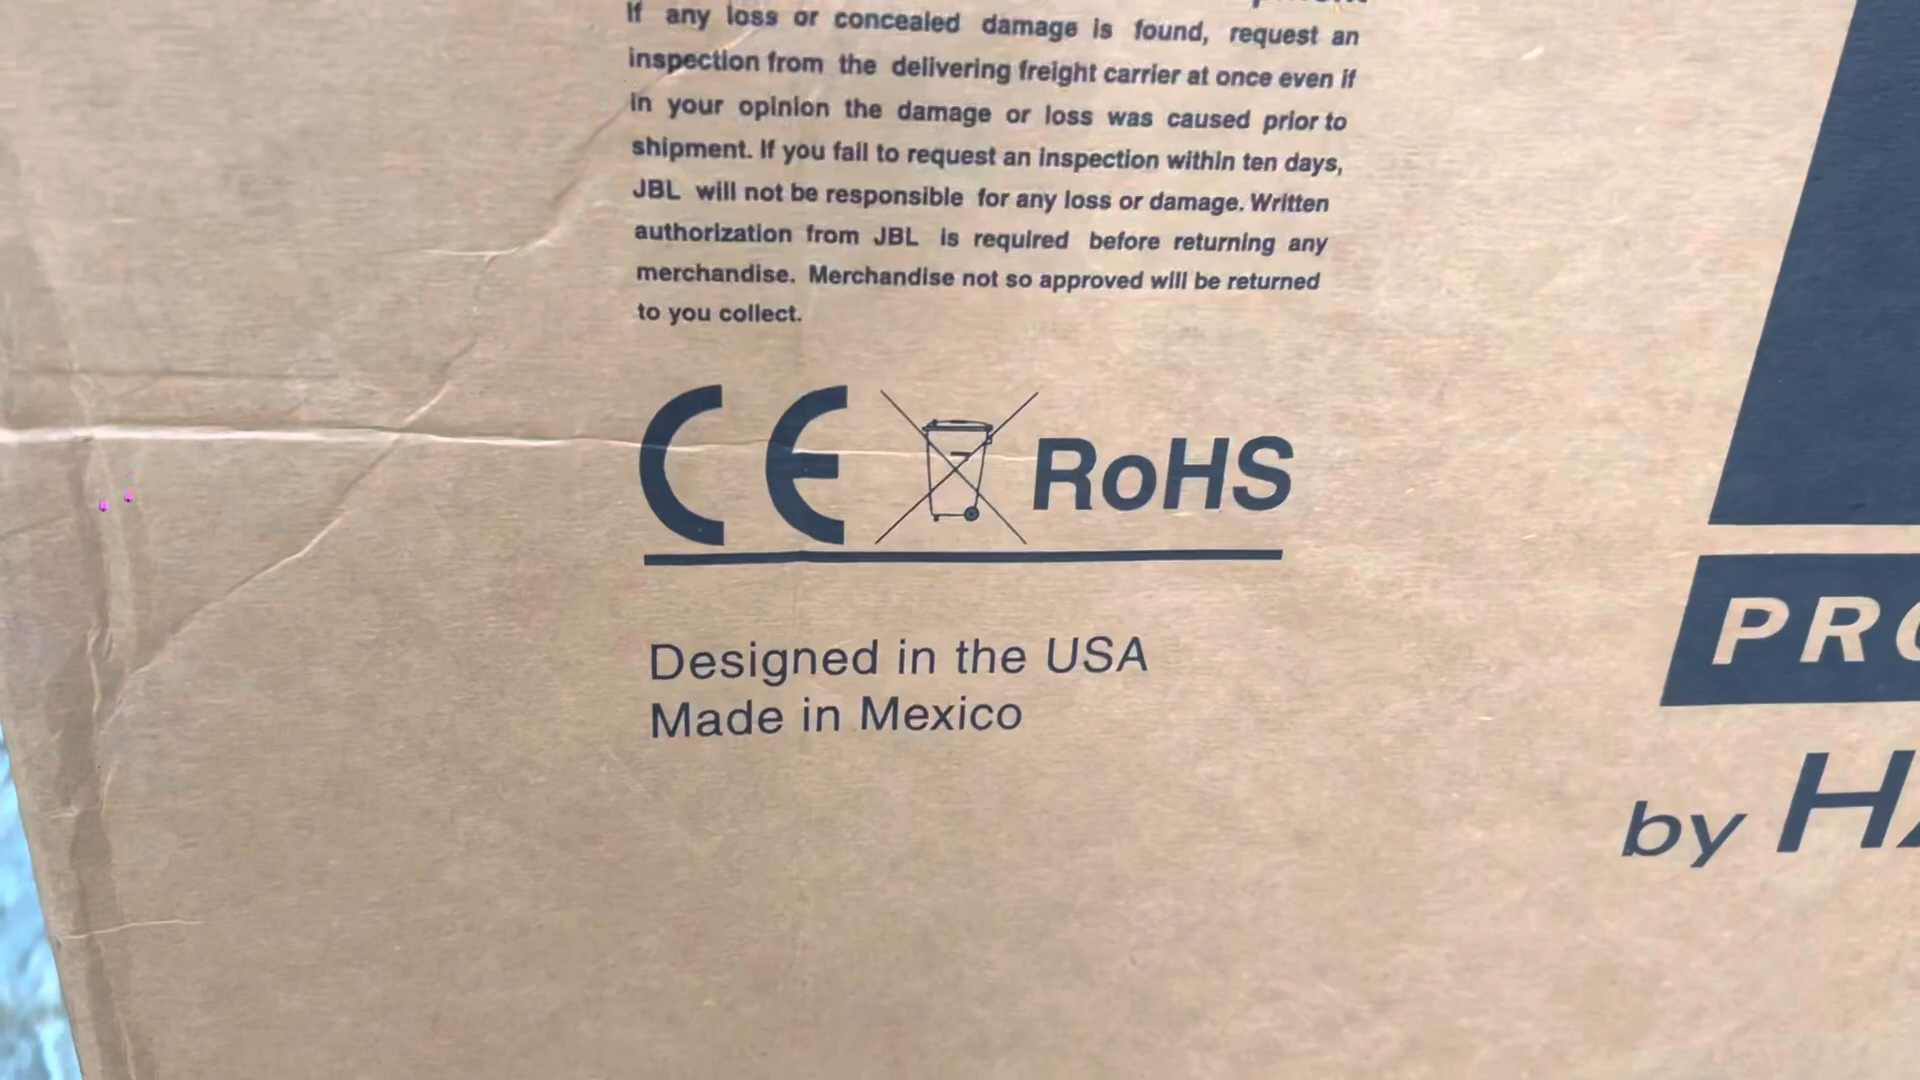 If any loss or concealed damage is found, request an
inspection from the delivering freight carrier at once even if
in your opinion the damage or loss was caused prior to
shipment. If you fail to request an inspection within ten days,
JBL will not be responsible for any loss or damage. Written
authorization from JBL is required before returning any
merchandise. Merchandise not so approved will be returned
to you collect.
CE RoHS
Designed in the USA
Made in Mexico
PRO
by HA